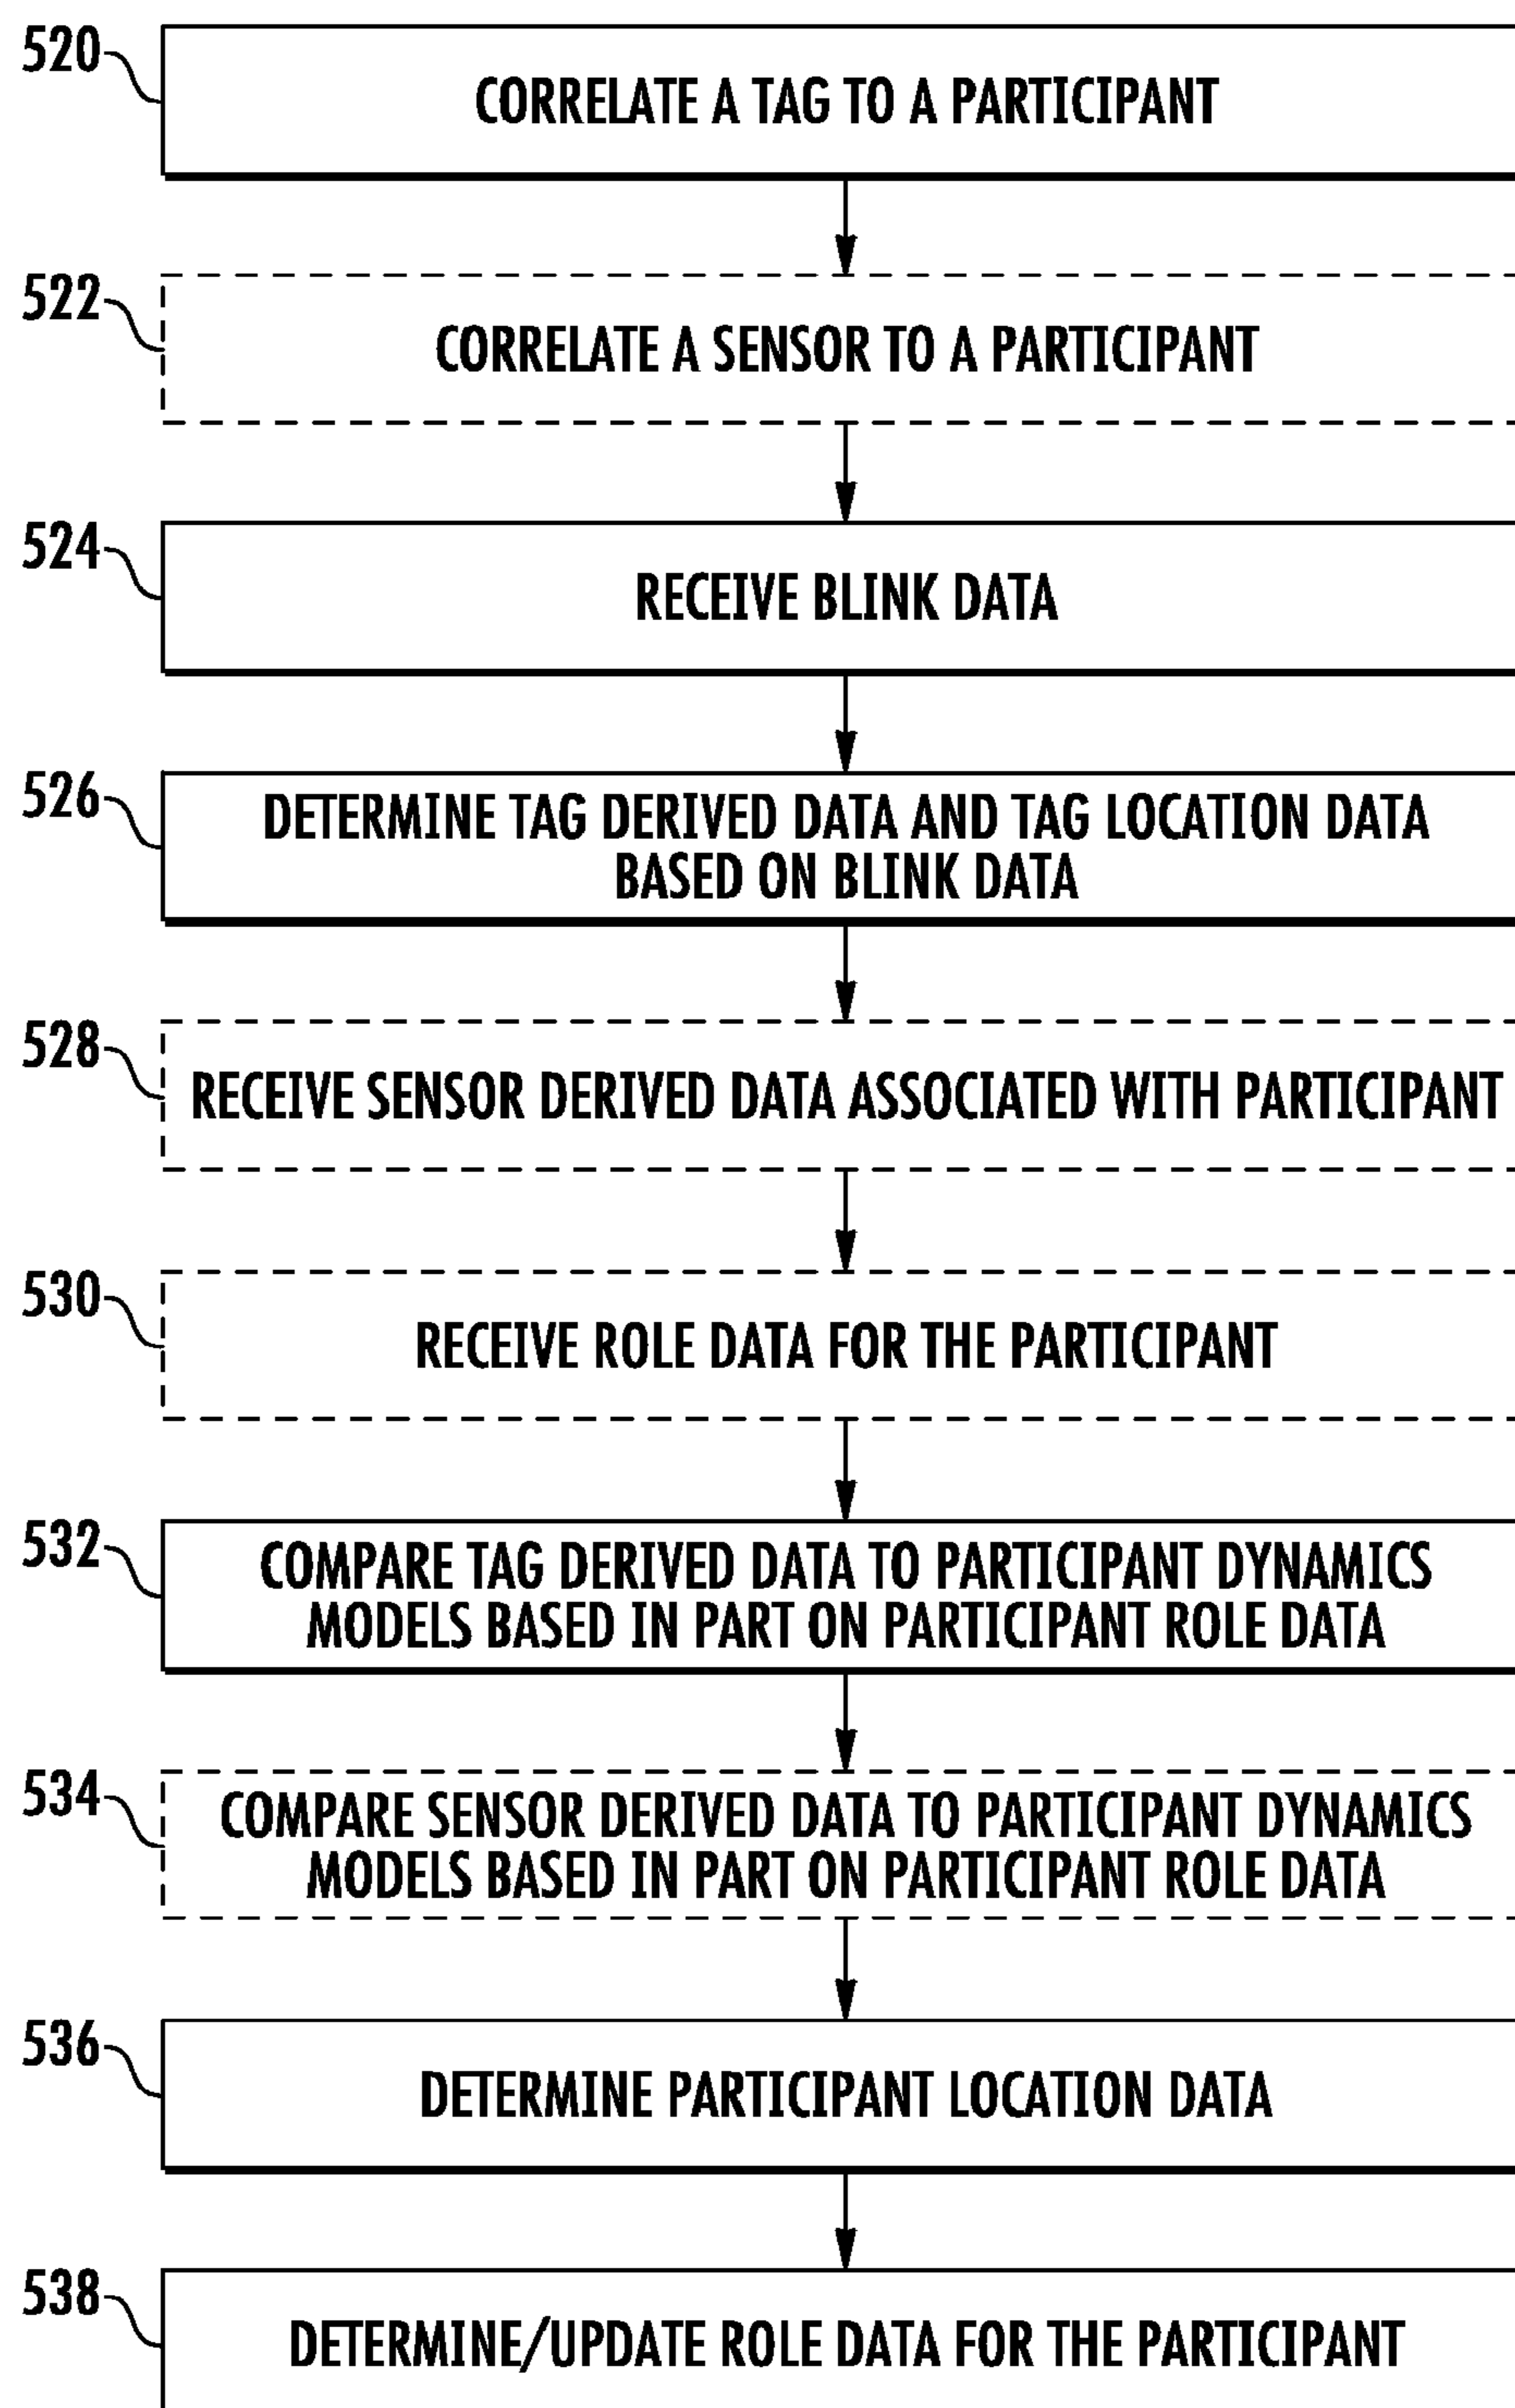 520
CORRELATE A TAG TO A PARTICIPANT
522
CORRELATE A SENSOR TO A PARTICIPANT
524
RECEIVE BLINK DATA
526
DETERMINE TAG DERIVED DATA AND TAG LOCATION DATA
BASED ON BLINK DATA
528
RECEIVE SENSOR DERIVED DATA ASSOCIATED WITH PARTICIPANT
530
RECEIVE ROLE DATA FOR THE PARTICIPANT
532
COMPARE TAG DERIVED DATA TO PARTICIPANT DYNAMICS
MODELS BASED IN PART ON PARTICIPANT ROLE DATA
534
COMPARE SENSOR DERIVED DATA TO PARTICIPANT DYNAMICS
MODELS BASED IN PART ON PARTICIPANT ROLE DATA
536
DETERMINE PARTICIPANT LOCATION DATA
538
DETERMINE/UPDATE ROLE DATA FOR THE PARTICIPANT